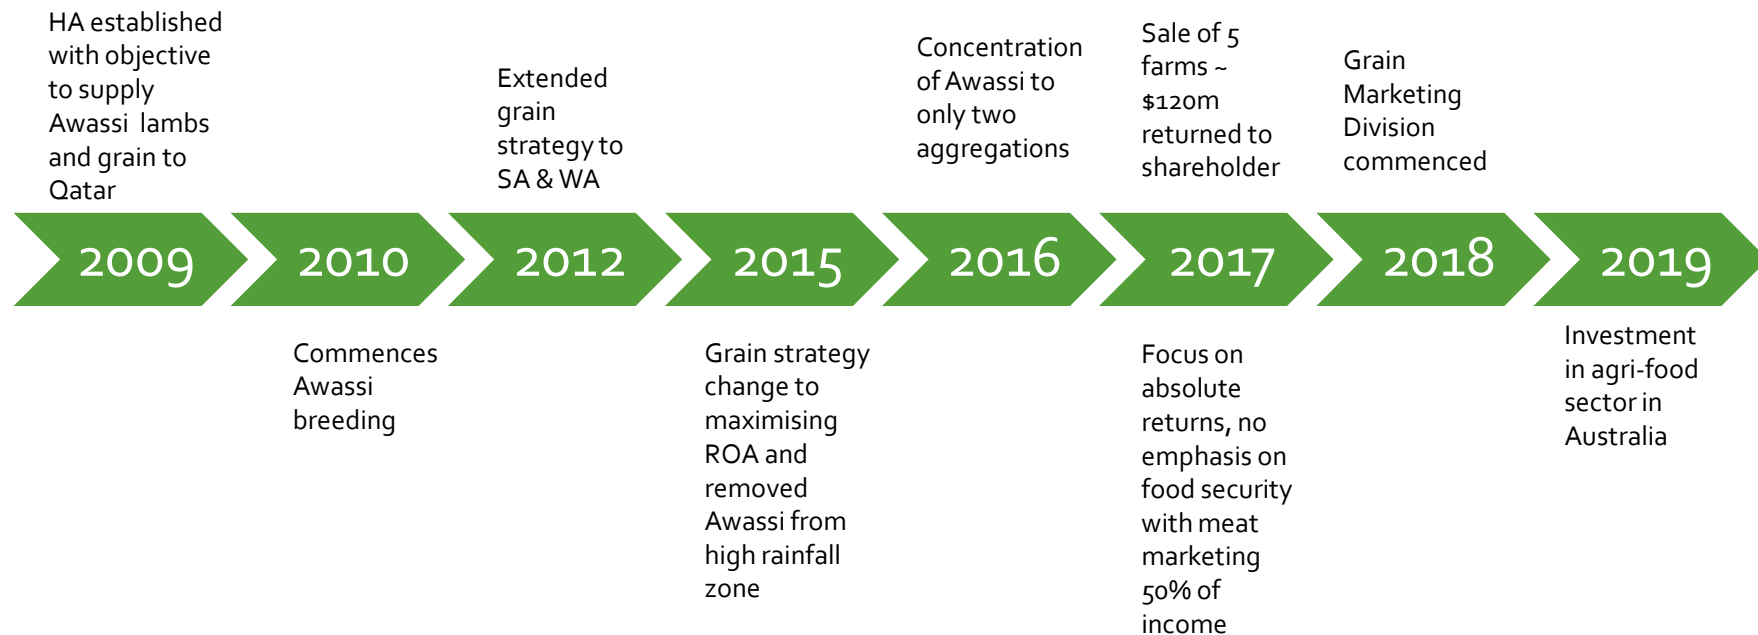 HA established
with objective
to supply
Awassi lambs
and grain to
Qatar
Extended
grain
strategy to
SA & WA
Concentration
of Awassi to
only two
aggregations
Sale of 5
farms ~
$120m
returned to
shareholder
Grain
Marketing
Division
commenced
2009
2010
2012
2015
2016
2017
2018
2019
Commences
Awassi
breeding
Grain strategy
change to
maximising
ROA and
removed
Awassi from
high rainfall
zone
Focus on
absolute
returns, no
emphasis on
food security
with meat
marketing
50% of
income
Investment
in agri-food
sector in
Australia